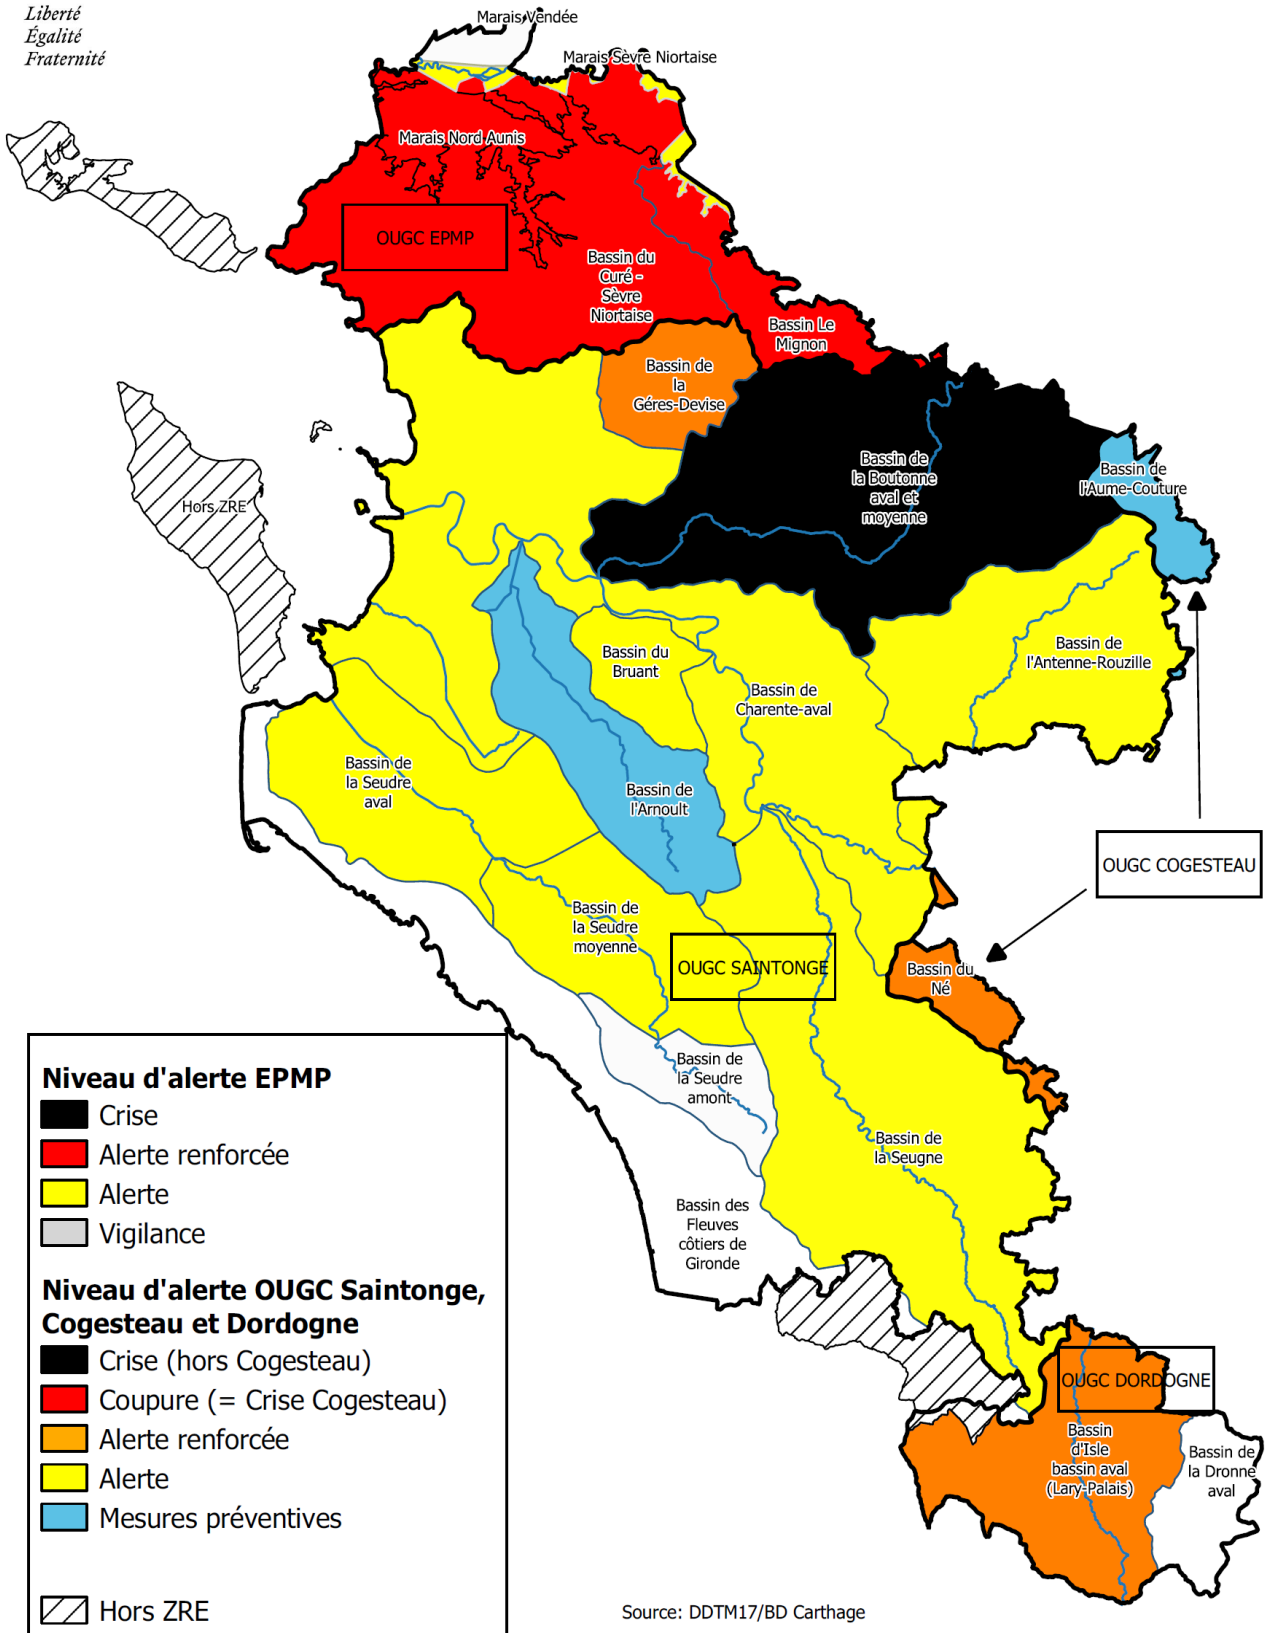 Liberté
Égalité
Fraternité
Marais Vendée
Marais Sèvre Niortaise
Marais Nord Aunis
OUGC EPMP
Bassin du
Curé -
Sèvre
Niortaise
Bassin Le
Mignon
Bassin de
la
Géres-Devise
Bassin de
la Boutonne
aval et
moyenne
Bassin de
l'Aume-Couture
Hors ZRE
Bassin de
l'Antenne-Rouzille
Bassin du
Bruant
Bassin de
Charente-aval
Bassin de
la Seudre
aval
Bassin de
l'Arnoult
OUGC COGESTEAU
Bassin de
la Seudre
moyenne
OUGC SAINTONGE
Bassin du
Né
Bassin de
la Seudre
amont
Bassin de
la Seugne
Bassin des
Fleuves
côtiers de
Gironde
OUGC DORDOGNE
Bassin
d'Isle
bassin aval
(Lary-Palais)
Bassin de
la Dronne
aval
Niveau d'alerte EPMP
Crise
Alerte renforcée
Alerte
Vigilance
Niveau d'alerte OUGC Saintonge,
Cogesteau et Dordogne
Crise (hors Cogesteau)
Coupure (= Crise Cogesteau)
Alerte renforcée
Alerte
Mesures préventives
Hors ZRE
Source: DDTM17/BD Carthage